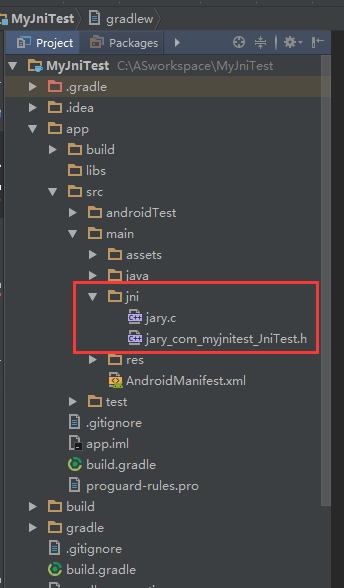 MyJniTest gradlew
Project Packages
MyJniTest C:\ASworkspace\MyJniTest
.gradle
.idea
app
build
libs
src
androidTest
main
assets
java
jni
jary.c
jary_com_myjnitest_JniTest.h
res
AndroidManifest.xml
test
.gitignore
app.iml
build.gradle
proguard-rules.pro
build
gradle
.gitignore
build.gradle